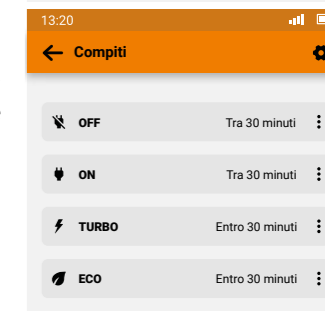 13:20
Compiti
OFF Tra 30 minuti
ON Tra 30 minuti
TURBO Entro 30 minuti
ECO Entro 30 minuti